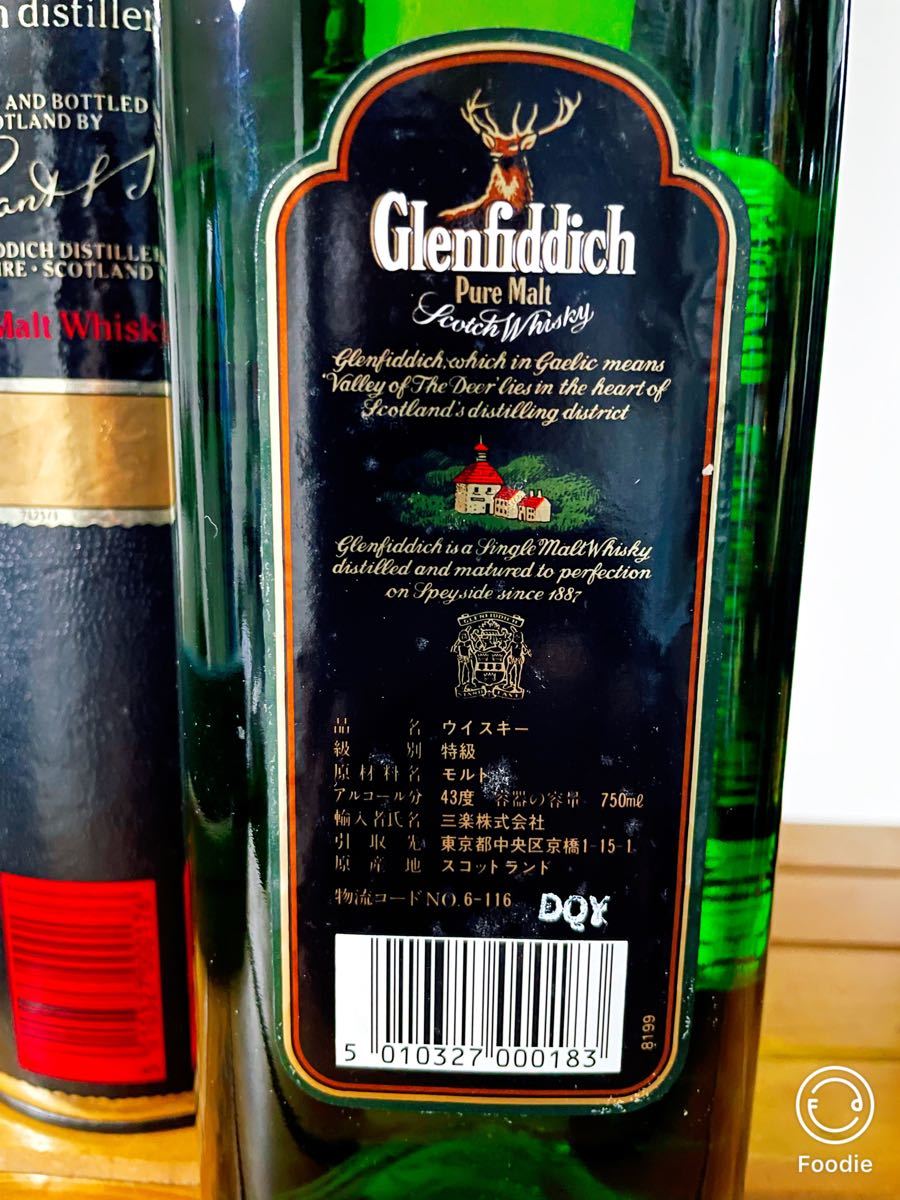 distiller
AND BOTTLED
BY
DISTILLE
SCOTLAND
Malt Whisk
Glenfiddich
Pure Malt
Scotch Whisky
Glenfiddich, which in Gaelic means
'Valley of The Deer' lies in the heart of
Scotland's distilling district
Glenfiddich is a Single Malt Whisky
distilled and matured to perfection
on Speyside since 1887
GLENFIDDICH
品 名 ウイスキー
級 別 特級
原材料名 モルト
アルコール分 43度 容器の容量 750mℓ
輸入者氏名 三楽株式会社
引取先 東京都中央区京橋1-15-1
原産地 スコットランド
物流コードNO.6-116 DQY
5 010327 000183
8199
Foodie